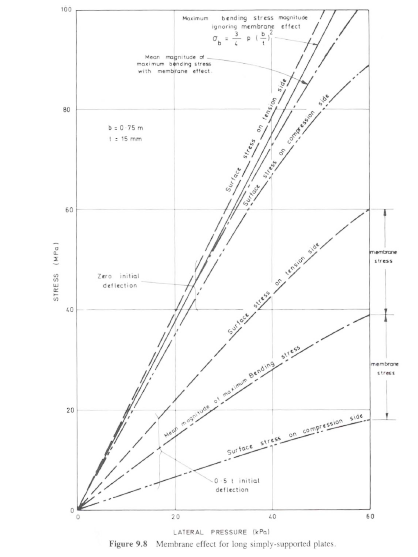 100
Maximum bending stress magnitude
ignoring membrane effect
σb = 3/4 p (b/t)²
Mean magnitude of
maximum bending stress
with membrane effect.
80
b = 0·75 m
t = 15 mm
Surface stress on tension side
Surface stress on compression side
60
membrane
stress
STRESS (MPa)
Zero initial
deflection
Surface stress on tension side
40
membrane
stress
Mean magnitude of maximum Bending stress
20
Surface stress on compression side
0·5 t initial
deflection
0
0
20
40
60
LATERAL PRESSURE (kPa)
Figure 9.8 Membrane effect for long simply-supported plates.